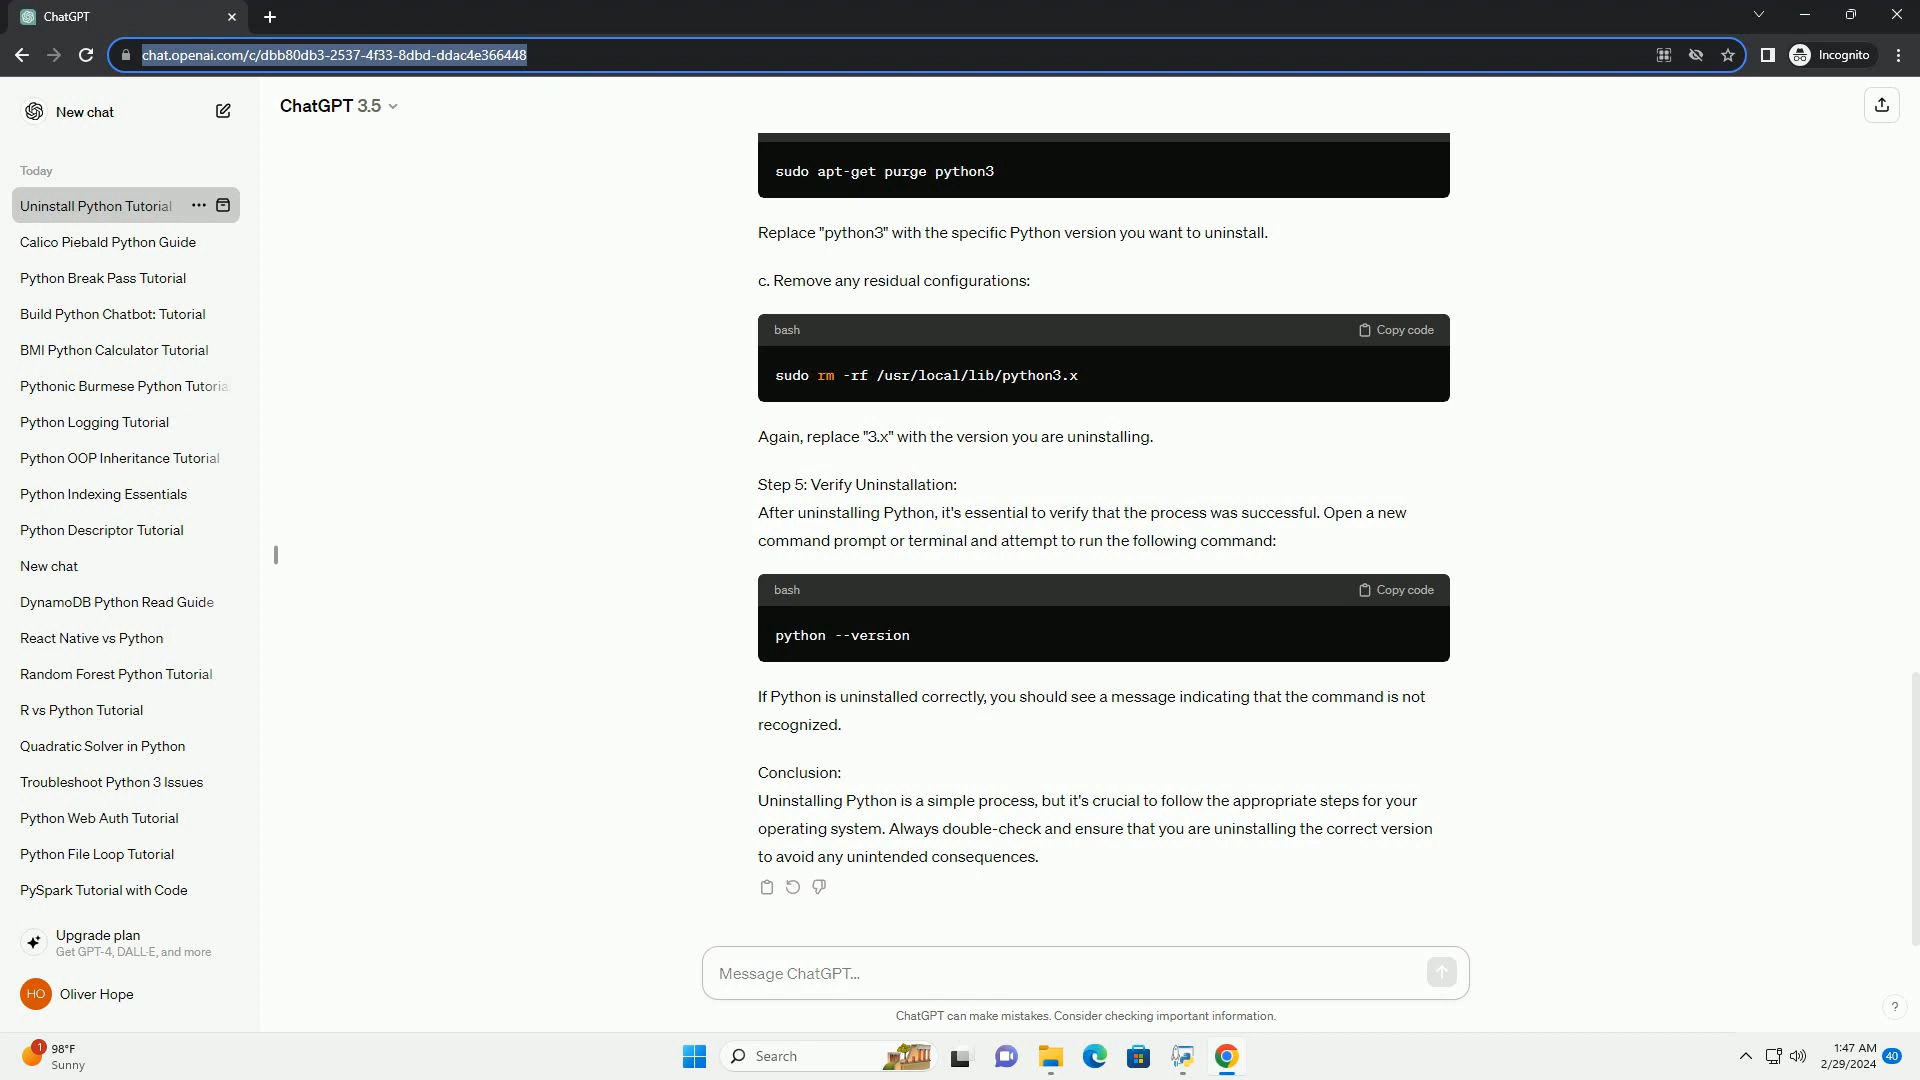 ChatGPT
chat.openai.com/c/dbb80db3-2537-4f33-8dbd-ddac4e366448
Incognito
New chat
Today
Uninstall Python Tutorial
Calico Piebald Python Guide
Python Break Pass Tutorial
Build Python Chatbot: Tutorial
BMI Python Calculator Tutorial
Pythonic Burmese Python Tutoria
Python Logging Tutorial
Python OOP Inheritance Tutorial
Python Indexing Essentials
Python Descriptor Tutorial
New chat
DynamoDB Python Read Guide
React Native vs Python
Random Forest Python Tutorial
R vs Python Tutorial
Quadratic Solver in Python
Troubleshoot Python 3 Issues
Python Web Auth Tutorial
Python File Loop Tutorial
PySpark Tutorial with Code
Upgrade plan
Get GPT-4, DALL·E, and more
HO
Oliver Hope
ChatGPT 3.5
sudo apt-get purge python3
Replace "python3" with the specific Python version you want to uninstall.
c. Remove any residual configurations:
bash
Copy code
sudo rm -rf /usr/local/lib/python3.x
Again, replace "3.x" with the version you are uninstalling.
Step 5: Verify Uninstallation:
After uninstalling Python, it's essential to verify that the process was successful. Open a new
command prompt or terminal and attempt to run the following command:
bash
Copy code
python --version
If Python is uninstalled correctly, you should see a message indicating that the command is not
recognized.
Conclusion:
Uninstalling Python is a simple process, but it's crucial to follow the appropriate steps for your
operating system. Always double-check and ensure that you are uninstalling the correct version
to avoid any unintended consequences.
Message ChatGPT...
ChatGPT can make mistakes. Consider checking important information.
?
1
98°F
Sunny
Search
1:47 AM
2/29/2024
40